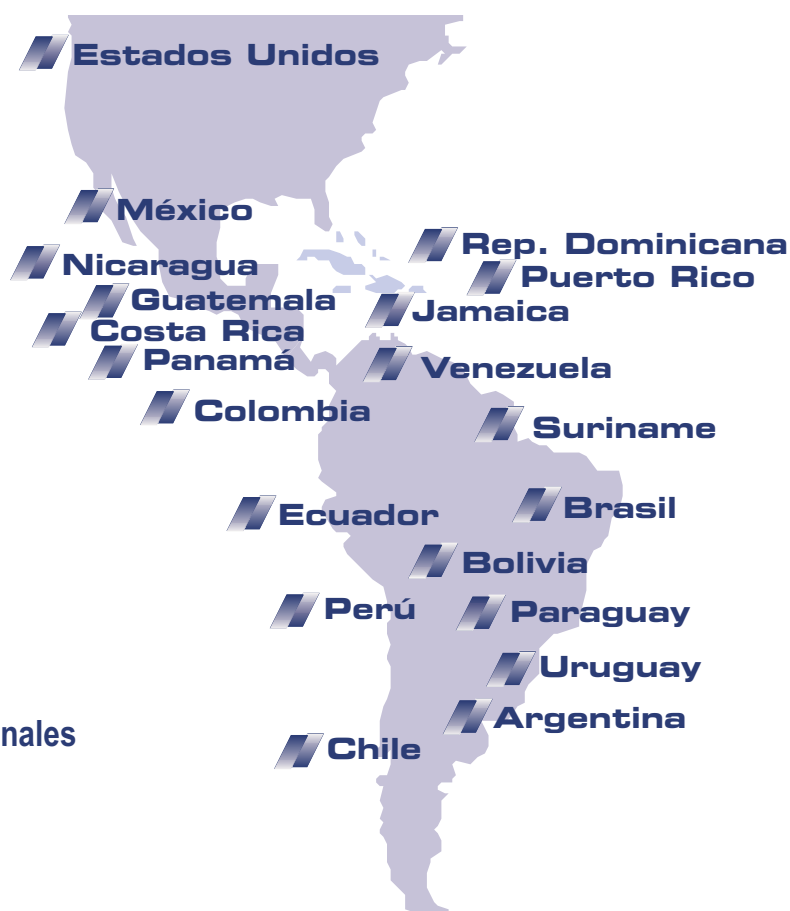 Estados Unidos
México
Rep. Dominicana
Nicaragua
Puerto Rico
Guatemala
Jamaica
Costa Rica
Panamá
Venezuela
Colombia
Suriname
Brasil
Ecuador
Bolivia
Perú
Paraguay
Uruguay
Argentina
nales
Chile